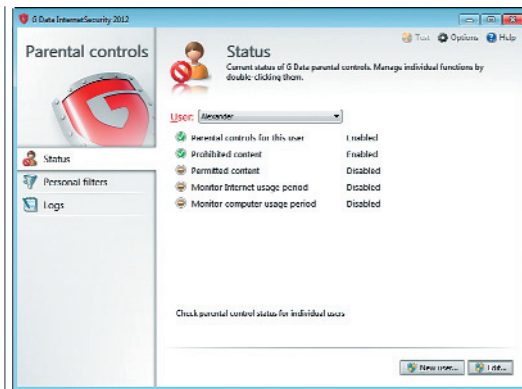 G Data InternetSecurity 2012
Test Options Help
Parental controls
Status
Current status of G Data parental controls. Manage individual functions by
double-clicking them.
User: Alexander
Parental controls for this user Enabled
Prohibited content Enabled
Permitted content Disabled
Monitor Internet usage period Disabled
Monitor computer usage period Disabled
Status
Personal filters
Logs
Check parental control status for individual users
New user... Edit...